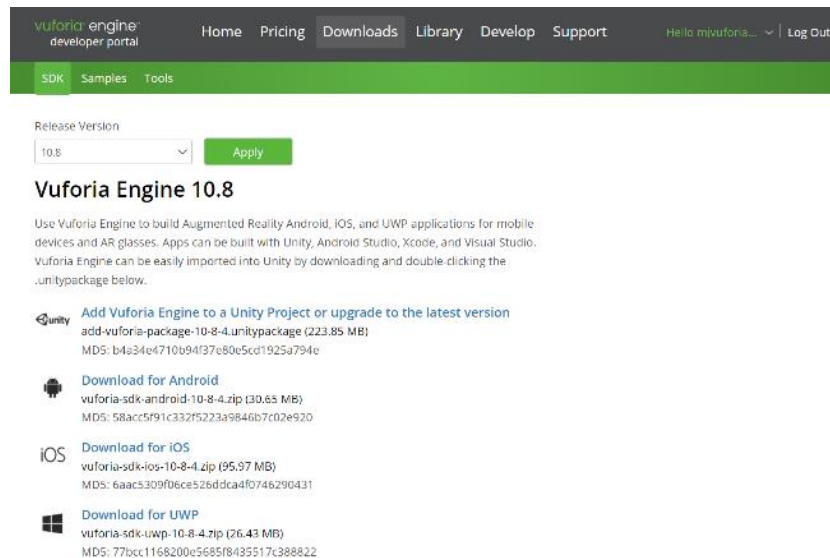 vuforia engine Home Pricing Downloads Library Develop Support Hello mjvuforia... Log Out
developer portal
SDK Samples Tools
Release Version
10.8 Apply
Vuforia Engine 10.8
Use Vuforia Engine to build Augmented Reality Android, iOS, and UWP applications for mobile
devices and AR glasses. Apps can be built with Unity, Android Studio, Xcode, and Visual Studio.
Vuforia Engine can be easily imported into Unity by downloading and double-clicking the
.unitypackage below.
unity Add Vuforia Engine to a Unity Project or upgrade to the latest version
add-vuforia-package-10-8-4.unitypackage (223.85 MB)
MD5: b4a34e4710b94f37e80e5cd1925a794e
Download for Android
vuforia-sdk-android-10-8-4.zip (30.65 MB)
MD5: 58acc5f91c332f5223a9846b7c02e920
iOS Download for iOS
vuforia-sdk-ios-10-8-4.zip (95.97 MB)
MD5: 6aac5309f06ce526ddca4f0746290431
Download for UWP
vuforia-sdk-uwp-10-8-4.zip (26.43 MB)
MD5: 77bcc1168200e5685f8435517c388822